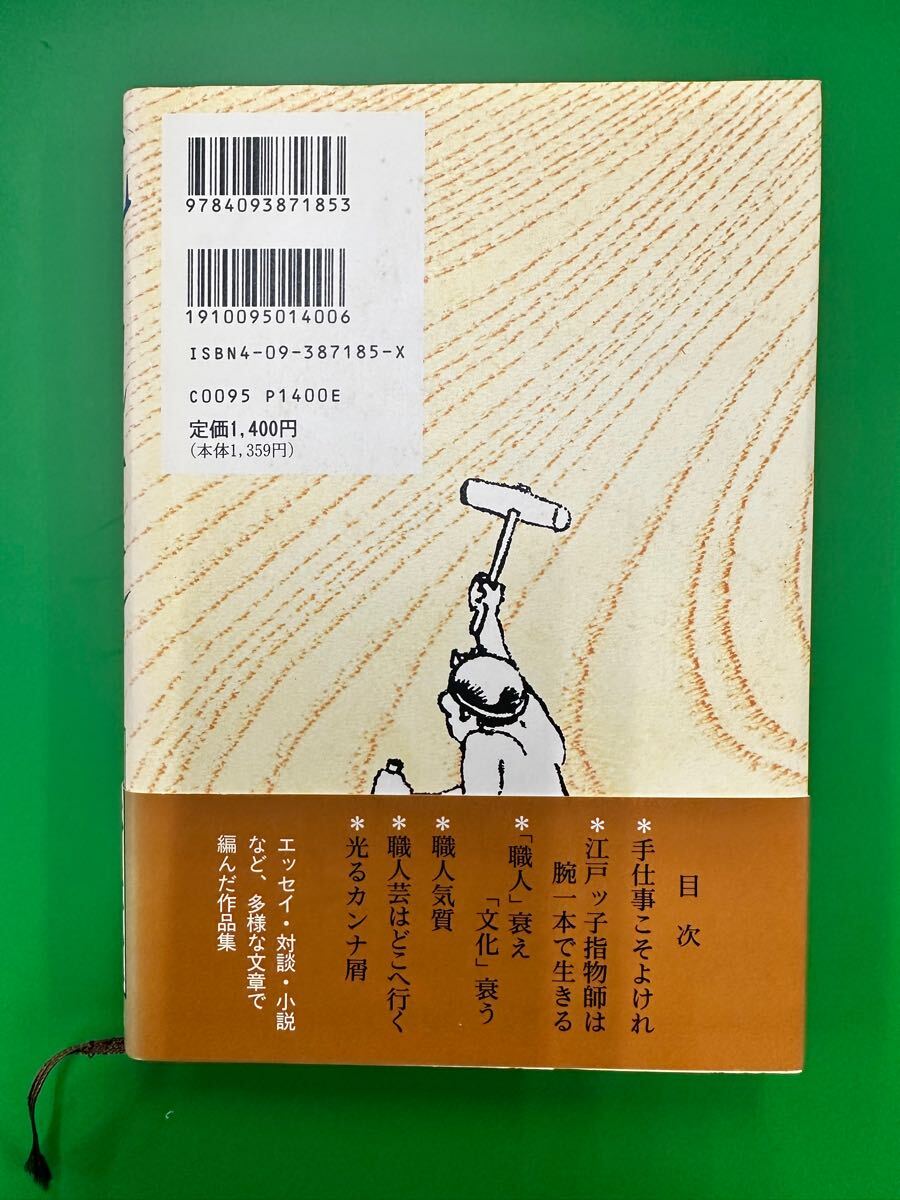 9784093871853
1910095014006
ISBN4-09-387185-X
C0095 P1400E
定価1,400円
(本体1,359円)
目次
*手仕事こそよけれ
*江戸ッ子指物師は
腕一本で生きる
*「職人」衰え
「文化」衰う
*職人気質
*職人芸はどこへ行く
*光るカンナ屑
エッセイ・対談・小説
など、多様な文章で
編んだ作品集